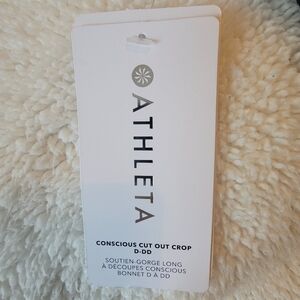 ATHLETA
CONSCIOUS CUT OUT CROP
D-DD
SOUTIEN-GORGE LONG
À DÉCOUPES CONSCIOUS
BONNET D À DD